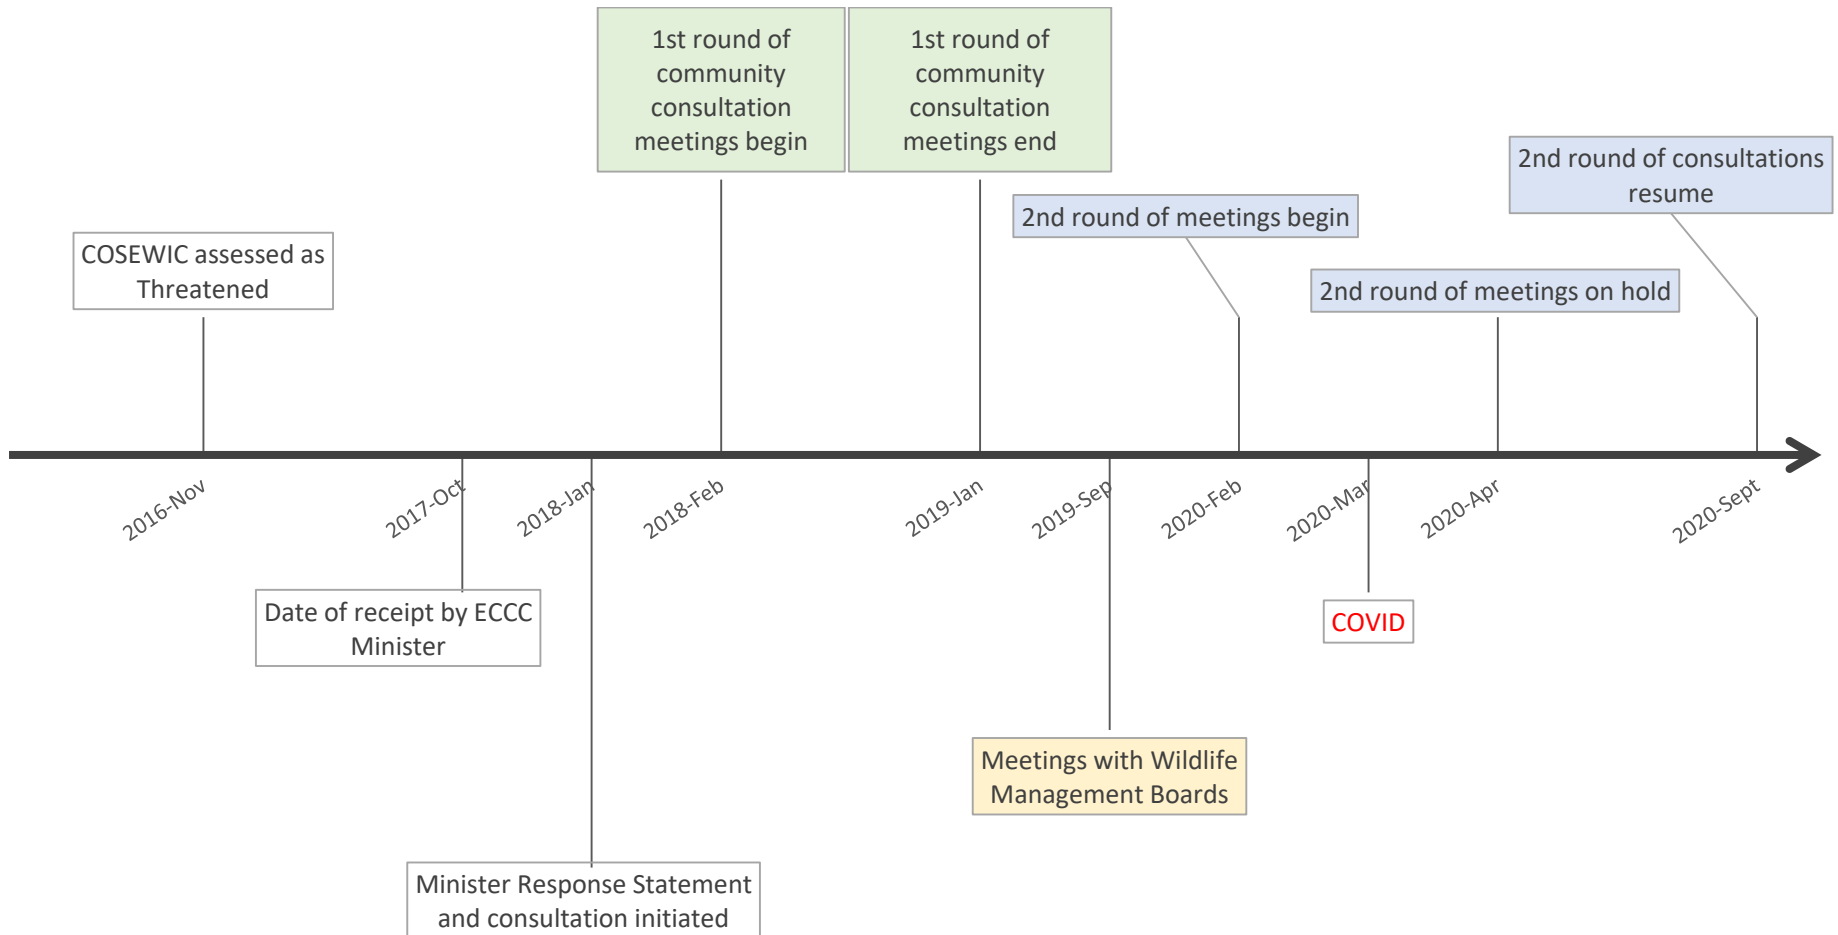 1st round of
community
consultation
meetings begin
1st round of
community
consultation
meetings end
2nd round of consultations
resume
2nd round of meetings begin
COSEWIC assessed as
Threatened
2nd round of meetings on hold
2016-Nov
2017-Oct
2018-Jan
2018-Feb
2019-Jan
2019-Sep
2020-Feb
2020-Mar
2020-Apr
2020-Sept
Date of receipt by ECCC
Minister
COVID
Meetings with Wildlife
Management Boards
Minister Response Statement
and consultation initiated